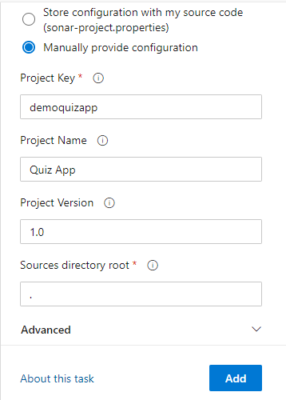 Store configuration with my source code
(sonar-project.properties)
Manually provide configuration
Project Key *
demoquizapp
Project Name
Quiz App
Project Version
1.0
Sources directory root *
.
Advanced
About this task
Add